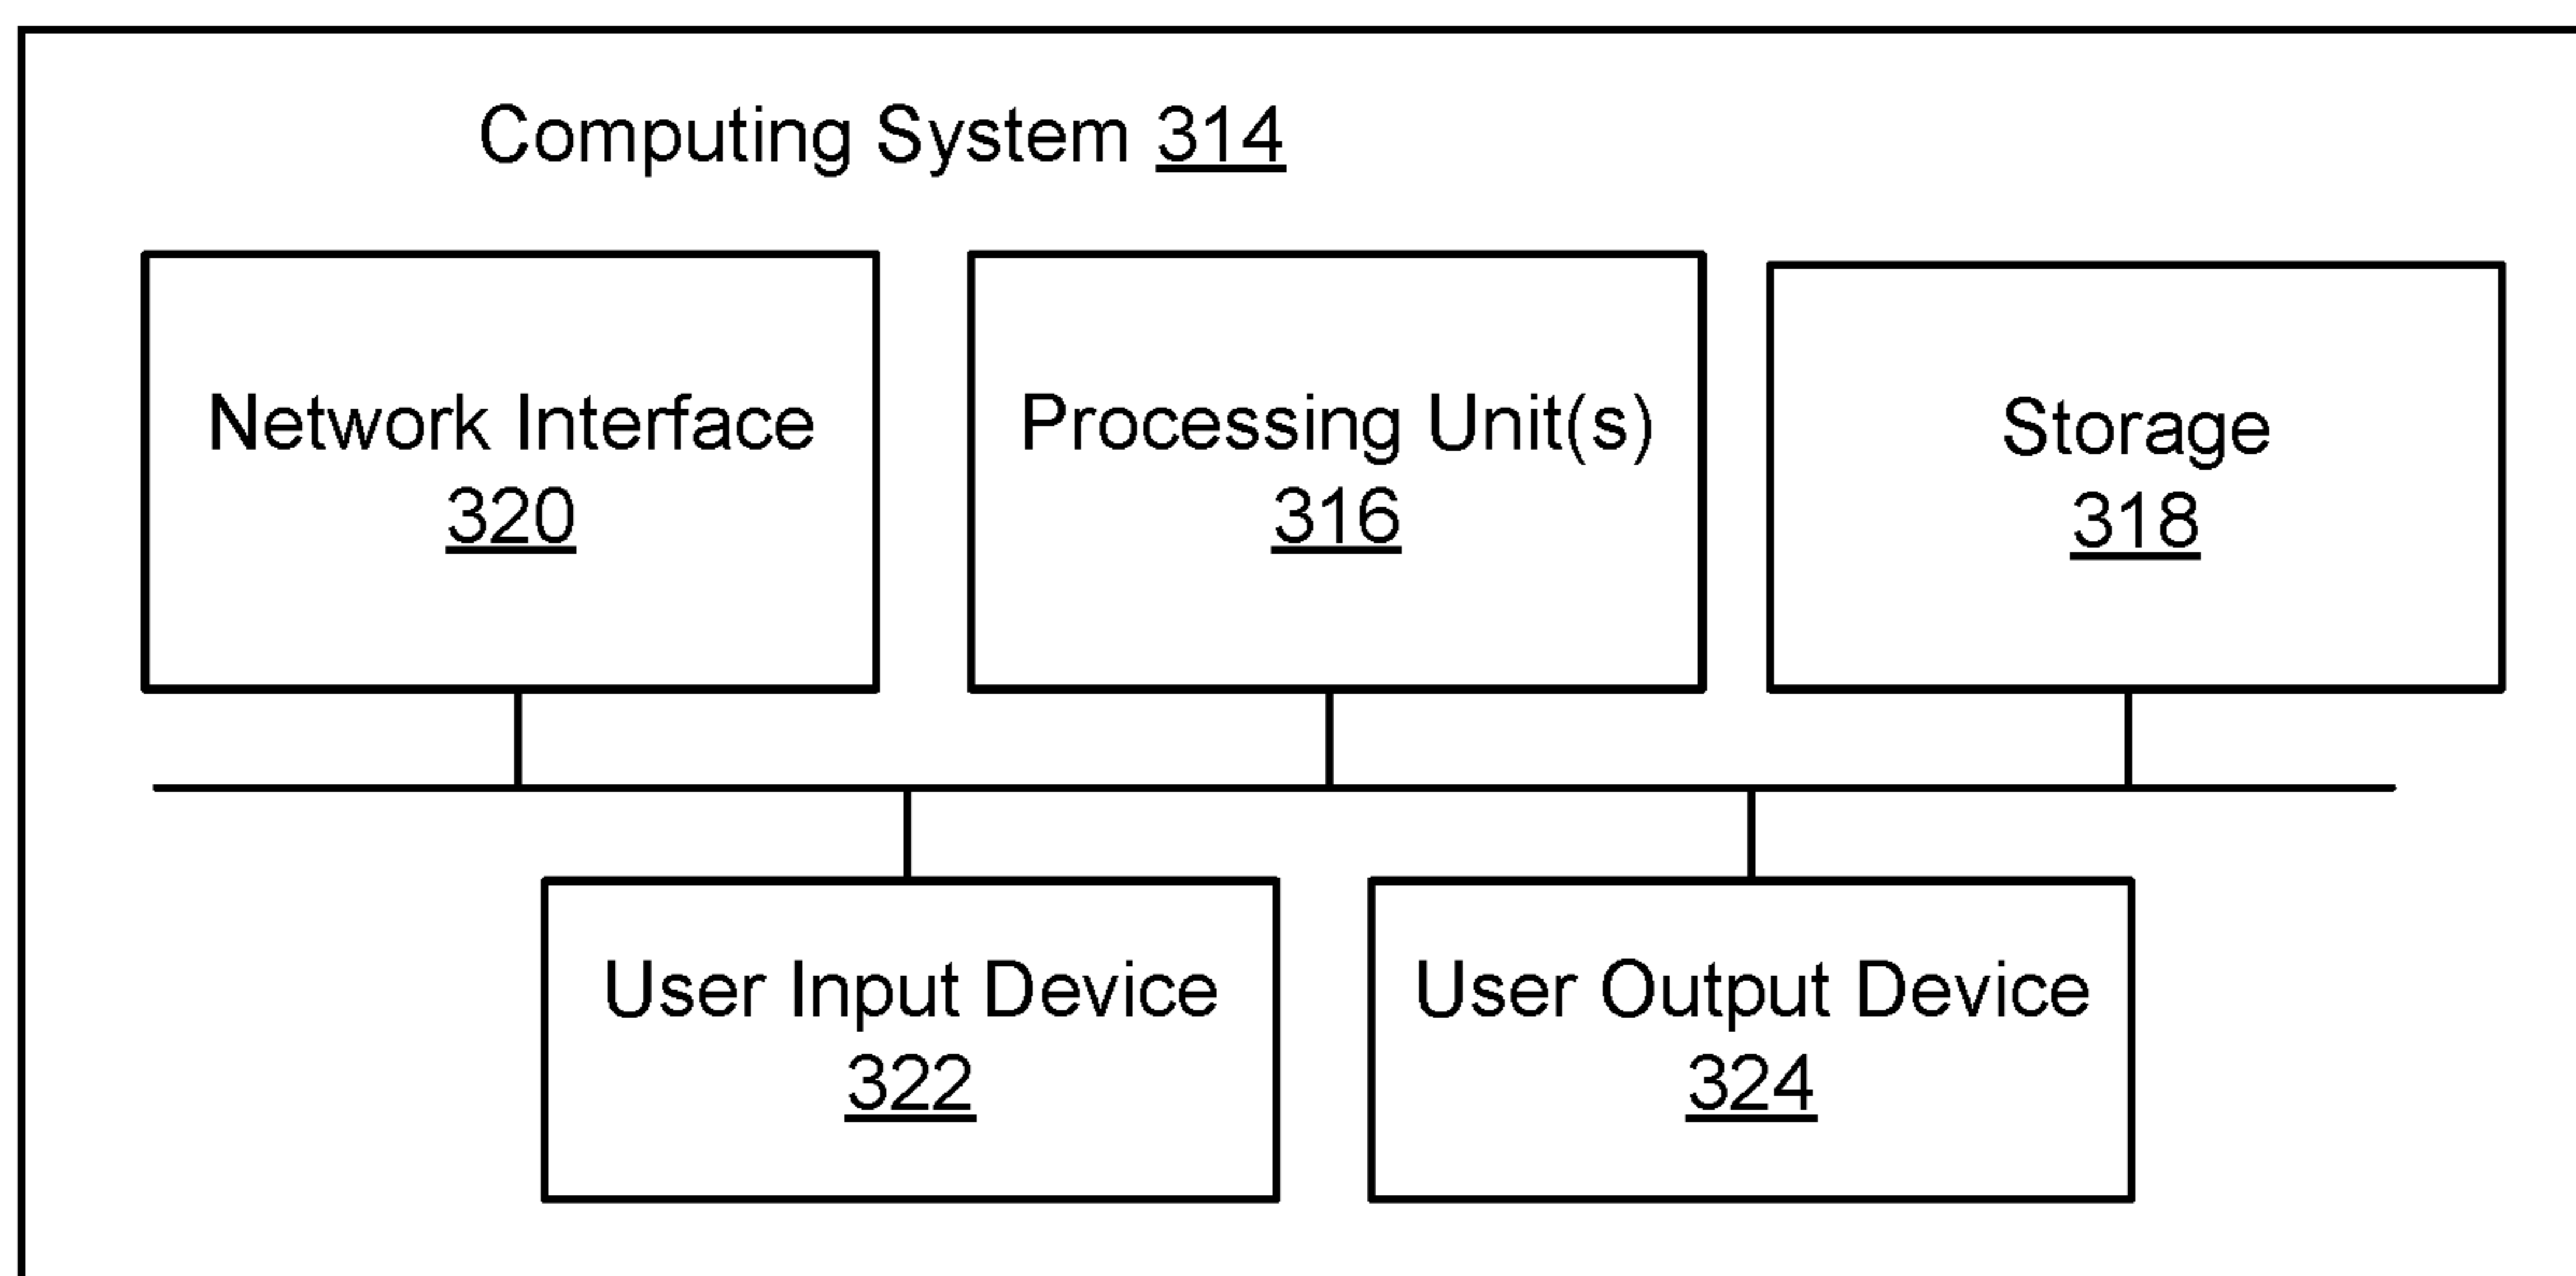 Computing System 314
Network Interface
320
Processing Unit(s)
316
Storage
318
User Input Device
322
User Output Device
324